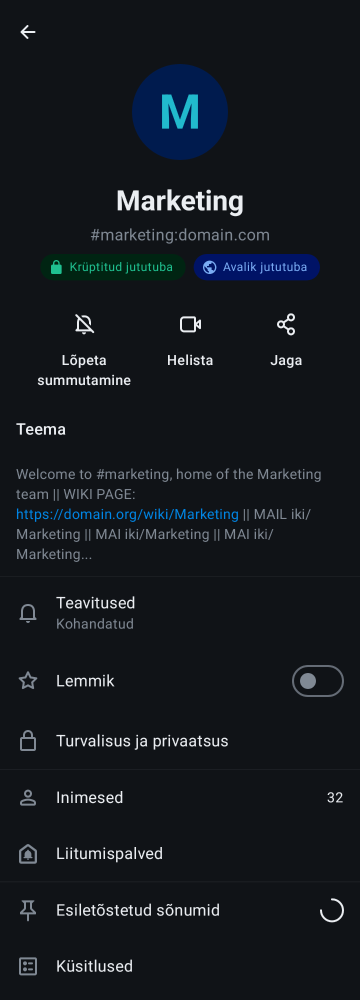 M
Marketing
#marketing:domain.com
Krüptitud jututuba
Avalik jututuba
Lõpeta
summutamine
Helista
Jaga
Teema
Welcome to #marketing, home of the Marketing
team || WIKI PAGE:
https://domain.org/wiki/Marketing || MAIL iki/
Marketing || MAI iki/Marketing || MAI iki/
Marketing...
Teavitused
Kohandatud
Lemmik
Turvalisus ja privaatsus
Inimesed 32
Liitumispalved
Esiletõstetud sõnumid
Küsitlused